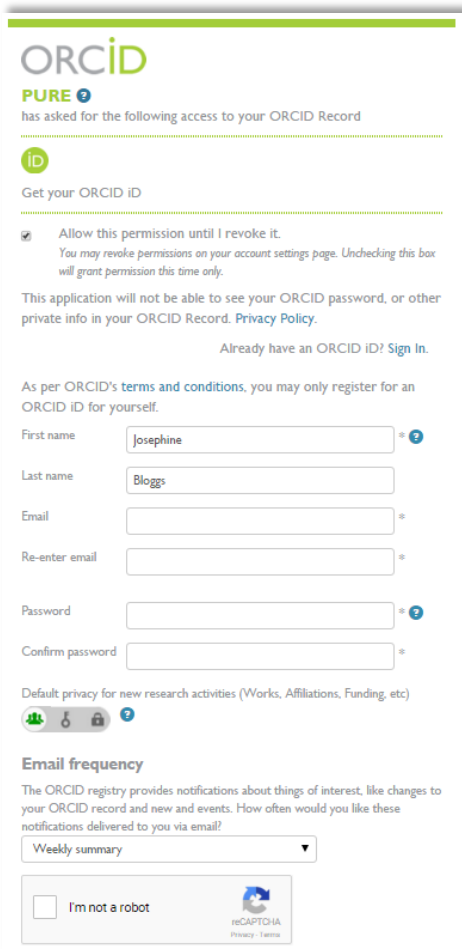 ORCiD
PURE ?
has asked for the following access to your ORCID Record
iD
Get your ORCID iD
Allow this permission until I revoke it.
You may revoke permissions on your account settings page. Unchecking this box
will grant permission this time only.
This application will not be able to see your ORCID password, or other
private info in your ORCID Record. Privacy Policy.
Already have an ORCID iD? Sign In.
As per ORCID's terms and conditions, you may only register for an
ORCID iD for yourself.
First name Josephine * ?
Last name Bloggs
Email *
Re-enter email *
Password * ?
Confirm password *
Default privacy for new research activities (Works, Affiliations, Funding, etc)
?
Email frequency
The ORCID registry provides notifications about things of interest, like changes to
your ORCID record and new and events. How often would you like these
notifications delivered to you via email?
Weekly summary
I'm not a robot
reCAPTCHA
Privacy - Terms